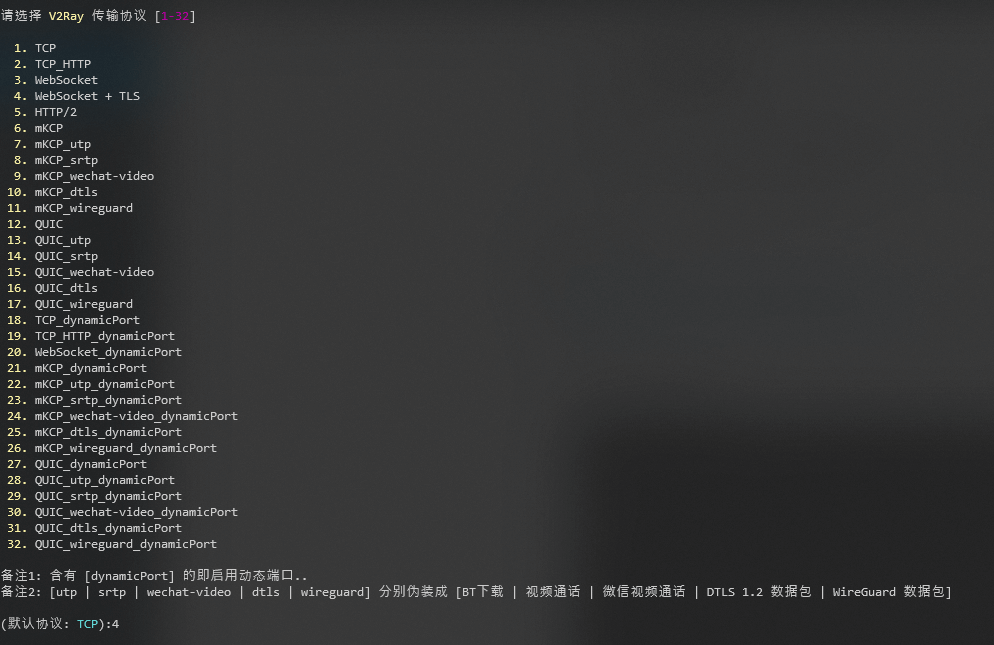 请选择 V2Ray 传输协议 [1-32]
1. TCP
2. TCP_HTTP
3. WebSocket
4. WebSocket + TLS
5. HTTP/2
6. mKCP
7. mKCP_utp
8. mKCP_srtp
9. mKCP_wechat-video
10. mKCP_dtls
11. mKCP_wireguard
12. QUIC
13. QUIC_utp
14. QUIC_srtp
15. QUIC_wechat-video
16. QUIC_dtls
17. QUIC_wireguard
18. TCP_dynamicPort
19. TCP_HTTP_dynamicPort
20. WebSocket_dynamicPort
21. mKCP_dynamicPort
22. mKCP_utp_dynamicPort
23. mKCP_srtp_dynamicPort
24. mKCP_wechat-video_dynamicPort
25. mKCP_dtls_dynamicPort
26. mKCP_wireguard_dynamicPort
27. QUIC_dynamicPort
28. QUIC_utp_dynamicPort
29. QUIC_srtp_dynamicPort
30. QUIC_wechat-video_dynamicPort
31. QUIC_dtls_dynamicPort
32. QUIC_wireguard_dynamicPort
备注1: 含有 [dynamicPort] 的即启用动态端口..
备注2: [utp | srtp | wechat-video | dtls | wireguard] 分别伪装成 [BT下载 | 视频通话 | 微信视频通话 | DTLS 1.2 数据包 | WireGuard 数据包]
(默认协议: TCP):4